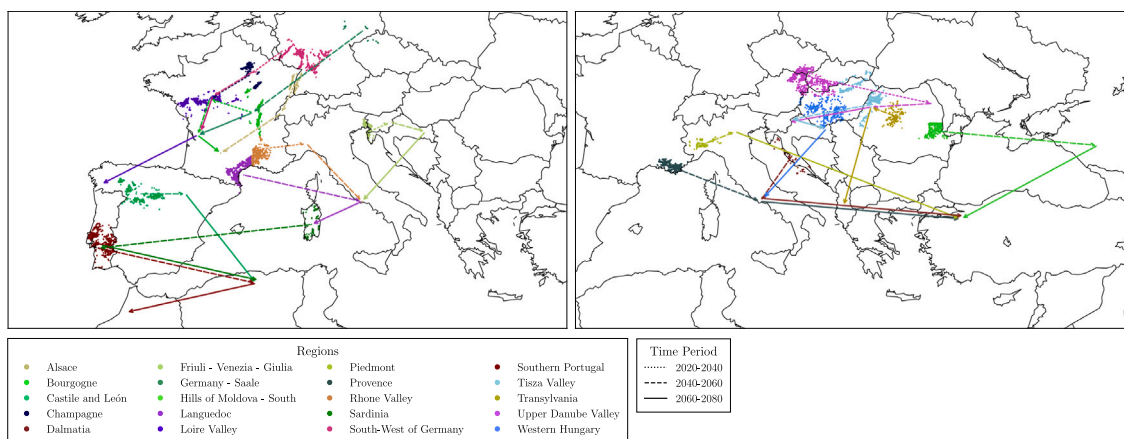 Regions
Alsace
Bourgogne
Castile and León
Champagne
Dalmatia
Friuli - Venezia - Giulia
Germany - Saale
Hills of Moldova - South
Languedoc
Loire Valley
Piedmont
Provence
Rhone Valley
Sardinia
South-West of Germany
Southern Portugal
Tisza Valley
Transylvania
Upper Danube Valley
Western Hungary
Time Period
2020-2040
2040-2060
2060-2080